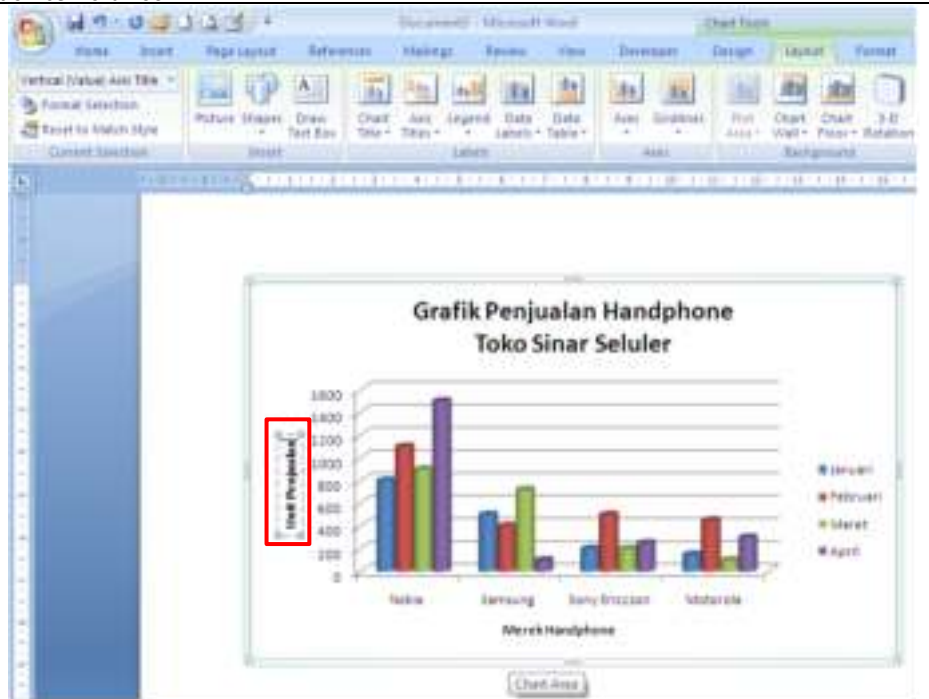 Document2 - Microsoft Word
Chart Tools
Home Insert Page Layout References Mailings Review View Developer Design Layout Format
Vertical (Value) Axis Title
Format Selection
Reset to Match Style
Current Selection
Picture Shapes Draw Text Box
Insert
Chart Title Axis Titles Legend Data Labels Data Table
Labels
Axes Gridlines
Axes
Plot Area Chart Wall Chart Floor 3-D Rotation
Background
Grafik Penjualan Handphone
Toko Sinar Seluler
1600
1400
1200
1000
800
600
400
200
0
Nokia Samsung Sony Ericsson Motorola
Merek Handphone
Januari
Februari
Maret
April
Chart Area